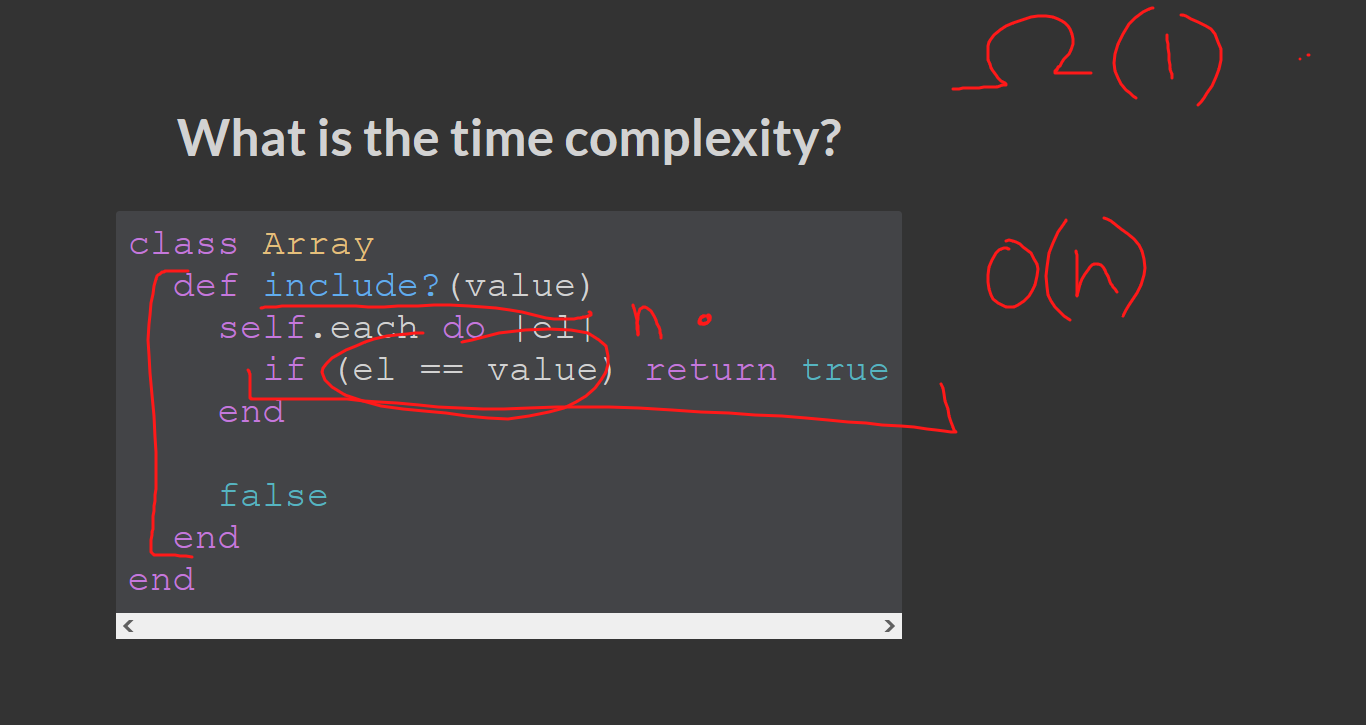 Ω(1)
What is the time complexity?
class Array
def include?(value)
self.each do |el| n
O(n)
if (el == value) return true
end
false
end
end